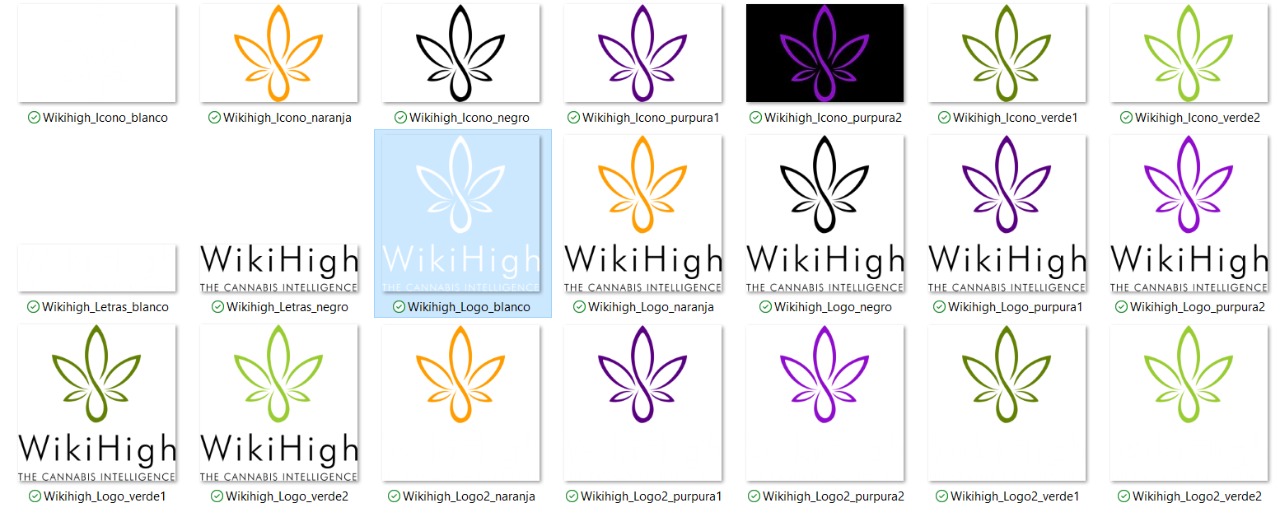 Wikihigh_Icono_blanco
Wikihigh_Icono_naranja
Wikihigh_Icono_negro
Wikihigh_Icono_purpura1
Wikihigh_Icono_purpura2
Wikihigh_Icono_verde1
Wikihigh_Icono_verde2
Wikihigh_Letras_blanco
WikiHigh
THE CANNABIS INTELLIGENCE
Wikihigh_Letras_negro
WikiHigh
THE CANNABIS INTELLIGENCE
Wikihigh_Logo_blanco
WikiHigh
THE CANNABIS INTELLIGENCE
Wikihigh_Logo_naranja
WikiHigh
THE CANNABIS INTELLIGENCE
Wikihigh_Logo_negro
WikiHigh
THE CANNABIS INTELLIGENCE
Wikihigh_Logo_purpura1
WikiHigh
THE CANNABIS INTELLIGENCE
Wikihigh_Logo_purpura2
WikiHigh
THE CANNABIS INTELLIGENCE
Wikihigh_Logo_verde1
WikiHigh
THE CANNABIS INTELLIGENCE
Wikihigh_Logo_verde2
Wikihigh_Logo2_naranja
Wikihigh_Logo2_purpura1
Wikihigh_Logo2_purpura2
Wikihigh_Logo2_verde1
Wikihigh_Logo2_verde2